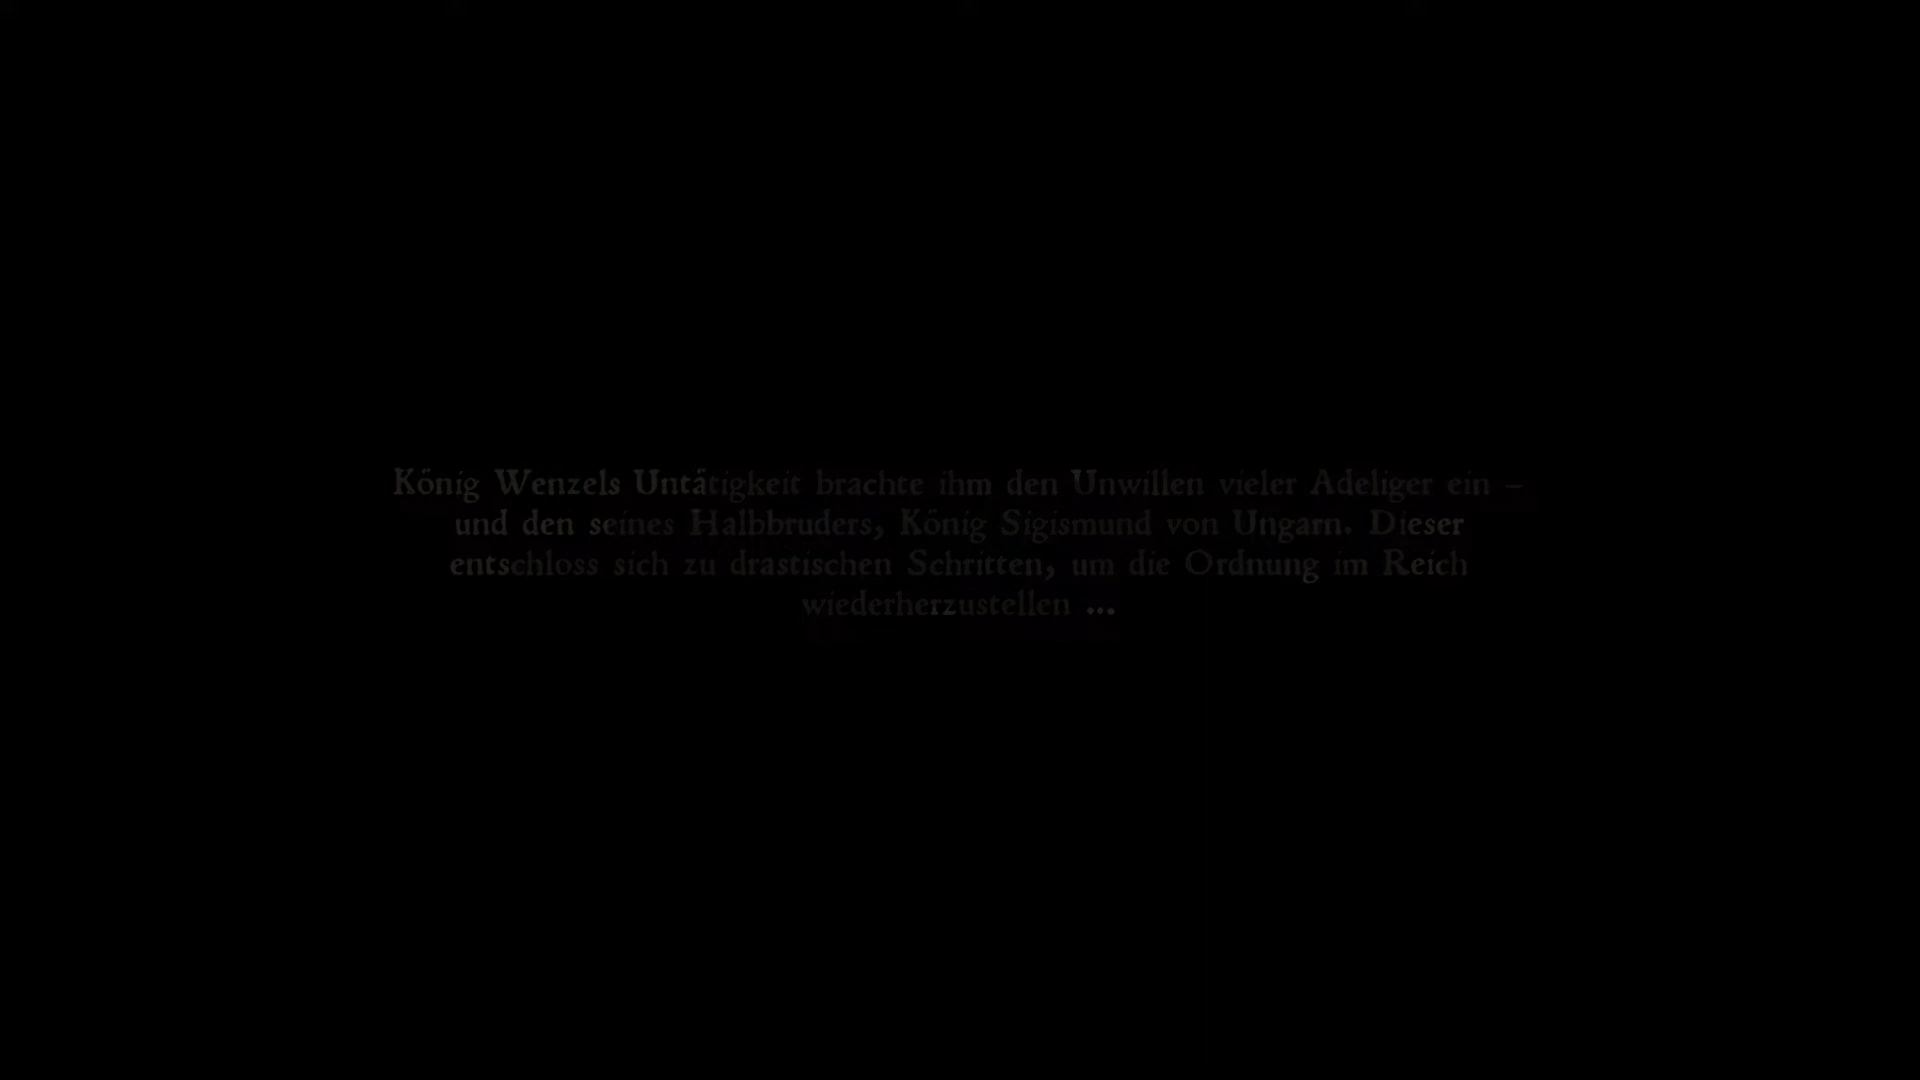 König Wenzels Untätigkeit brachte ihm den Unwillen vieler Adeliger ein –
und den seines Halbbruders, König Sigismund von Ungarn. Dieser
entschloss sich zu drastischen Schritten, um die Ordnung im Reich
wiederherzustellen ...